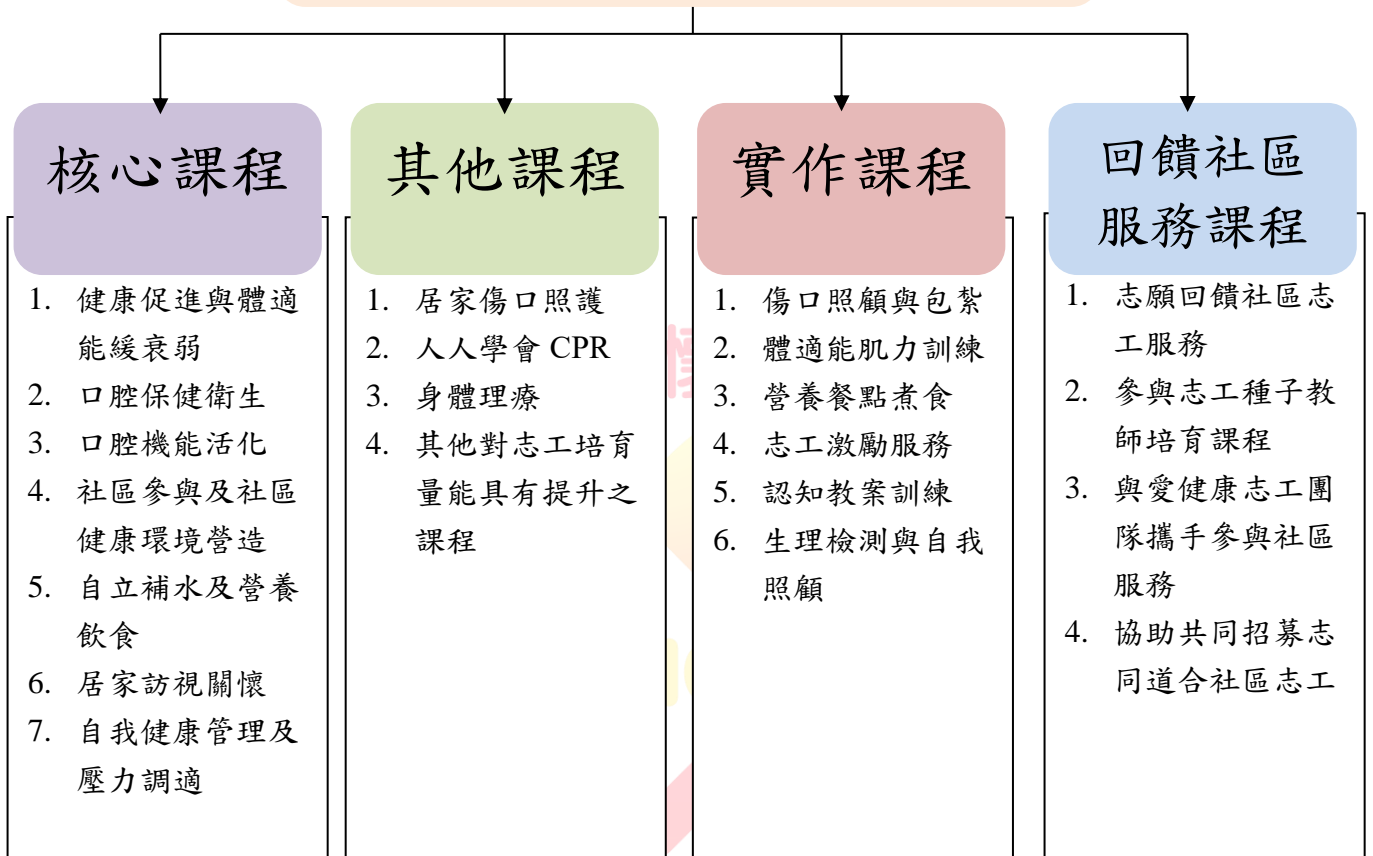 核心課程
1. 健康促進與體適
能緩衰弱
2. 口腔保健衛生
3. 口腔機能活化
4. 社區參與及社區
健康環境營造
5. 自立補水及營養
飲食
6. 居家訪視關懷
7. 自我健康管理及
壓力調適
其他課程
1. 居家傷口照護
2. 人人學會 CPR
3. 身體理療
4. 其他對志工培育
量能具有提升之
課程
實作課程
1. 傷口照顧與包紮
2. 體適能肌力訓練
3. 營養餐點煮食
4. 志工激勵服務
5. 認知教案訓練
6. 生理檢測與自我
照顧
回饋社區
服務課程
1. 志願回饋社區志
工服務
2. 參與志工種子教
師培育課程
3. 與愛健康志工團
隊攜手參與社區
服務
4. 協助共同招募志
同道合社區志工